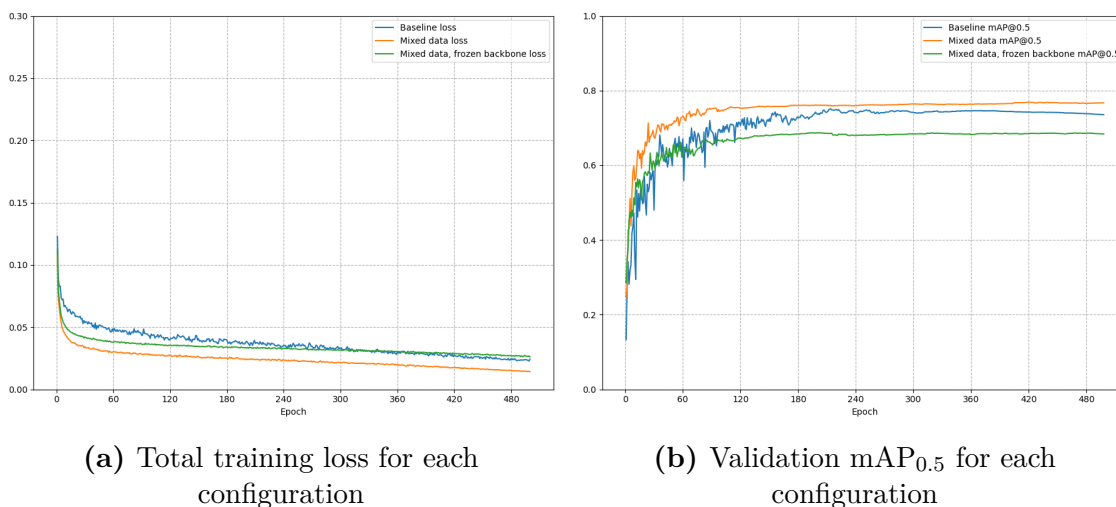 0.30
0.25
0.20
0.15
0.10
0.05
0.00
0 60 120 180 240 300 360 420 480
Epoch
Baseline loss
Mixed data loss
Mixed data, frozen backbone loss
(a) Total training loss for each
configuration
1.0
0.8
0.6
0.4
0.2
0.0
0 60 120 180 240 300 360 420 480
Epoch
Baseline mAP@0.5
Mixed data mAP@0.5
Mixed data, frozen backbone mAP@0.5
(b) Validation mAP0.5 for each
configuration